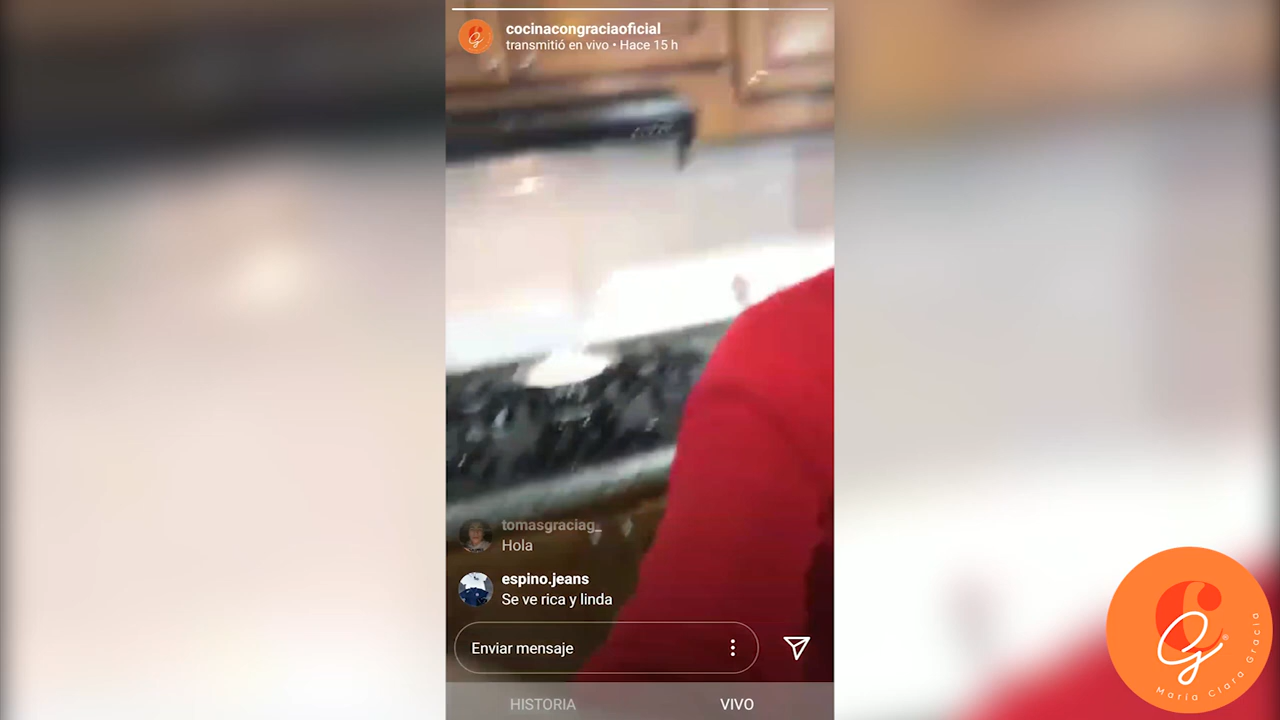 cocinacongraciaoficial
transmitió en vivo • Hace 15 h
tomasgraciag_
Hola
espino.jeans
Se ve rica y linda
Enviar mensaje
HISTORIA
VIVO
CG®
María Clara Gracia